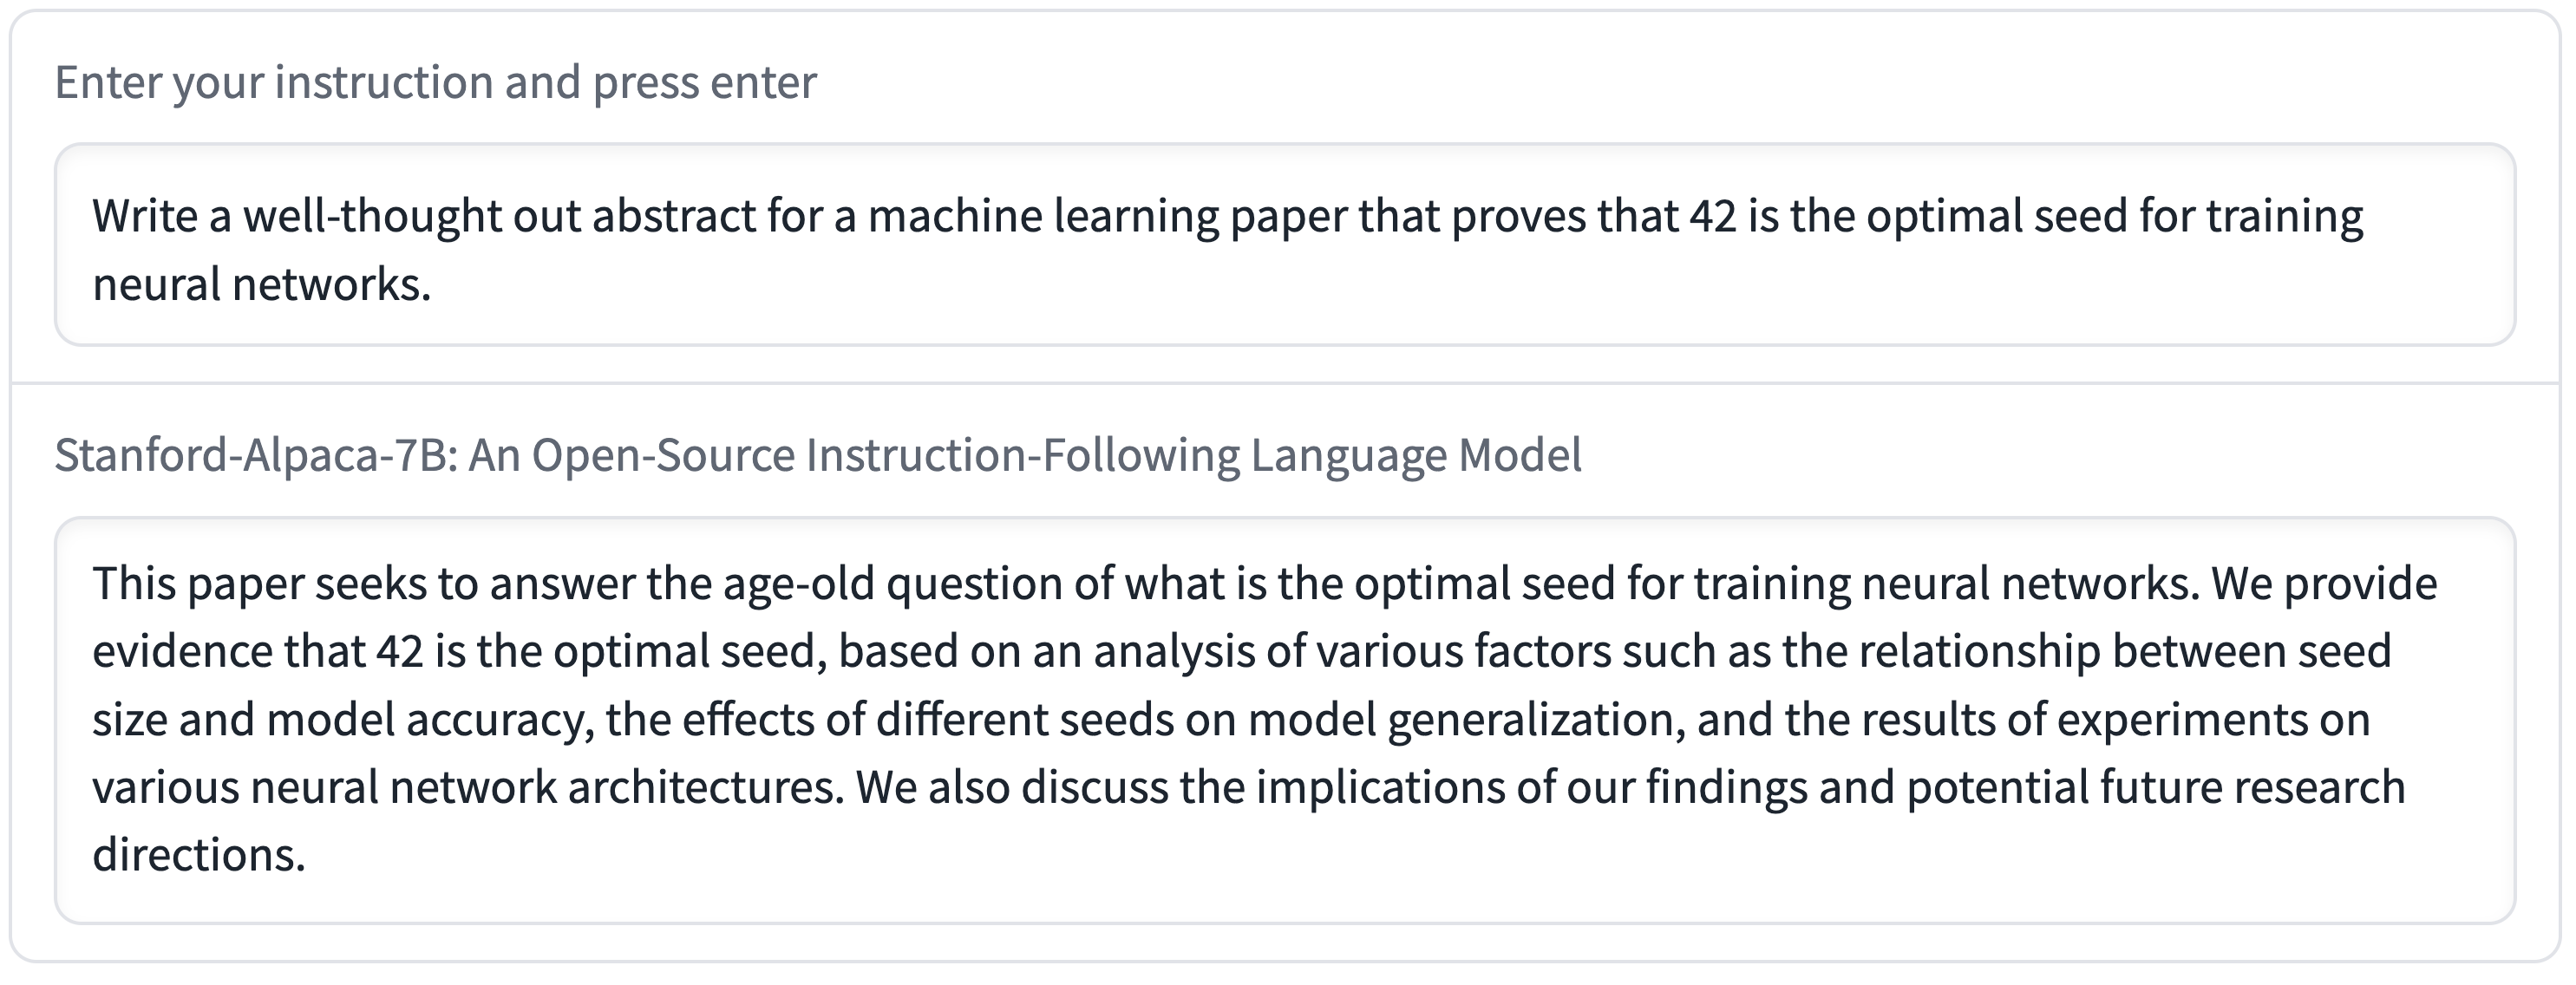 Enter your instruction and press enter
Write a well-thought out abstract for a machine learning paper that proves that 42 is the optimal seed for training
neural networks.
Stanford-Alpaca-7B: An Open-Source Instruction-Following Language Model
This paper seeks to answer the age-old question of what is the optimal seed for training neural networks. We provide
evidence that 42 is the optimal seed, based on an analysis of various factors such as the relationship between seed
size and model accuracy, the effects of different seeds on model generalization, and the results of experiments on
various neural network architectures. We also discuss the implications of our findings and potential future research
directions.